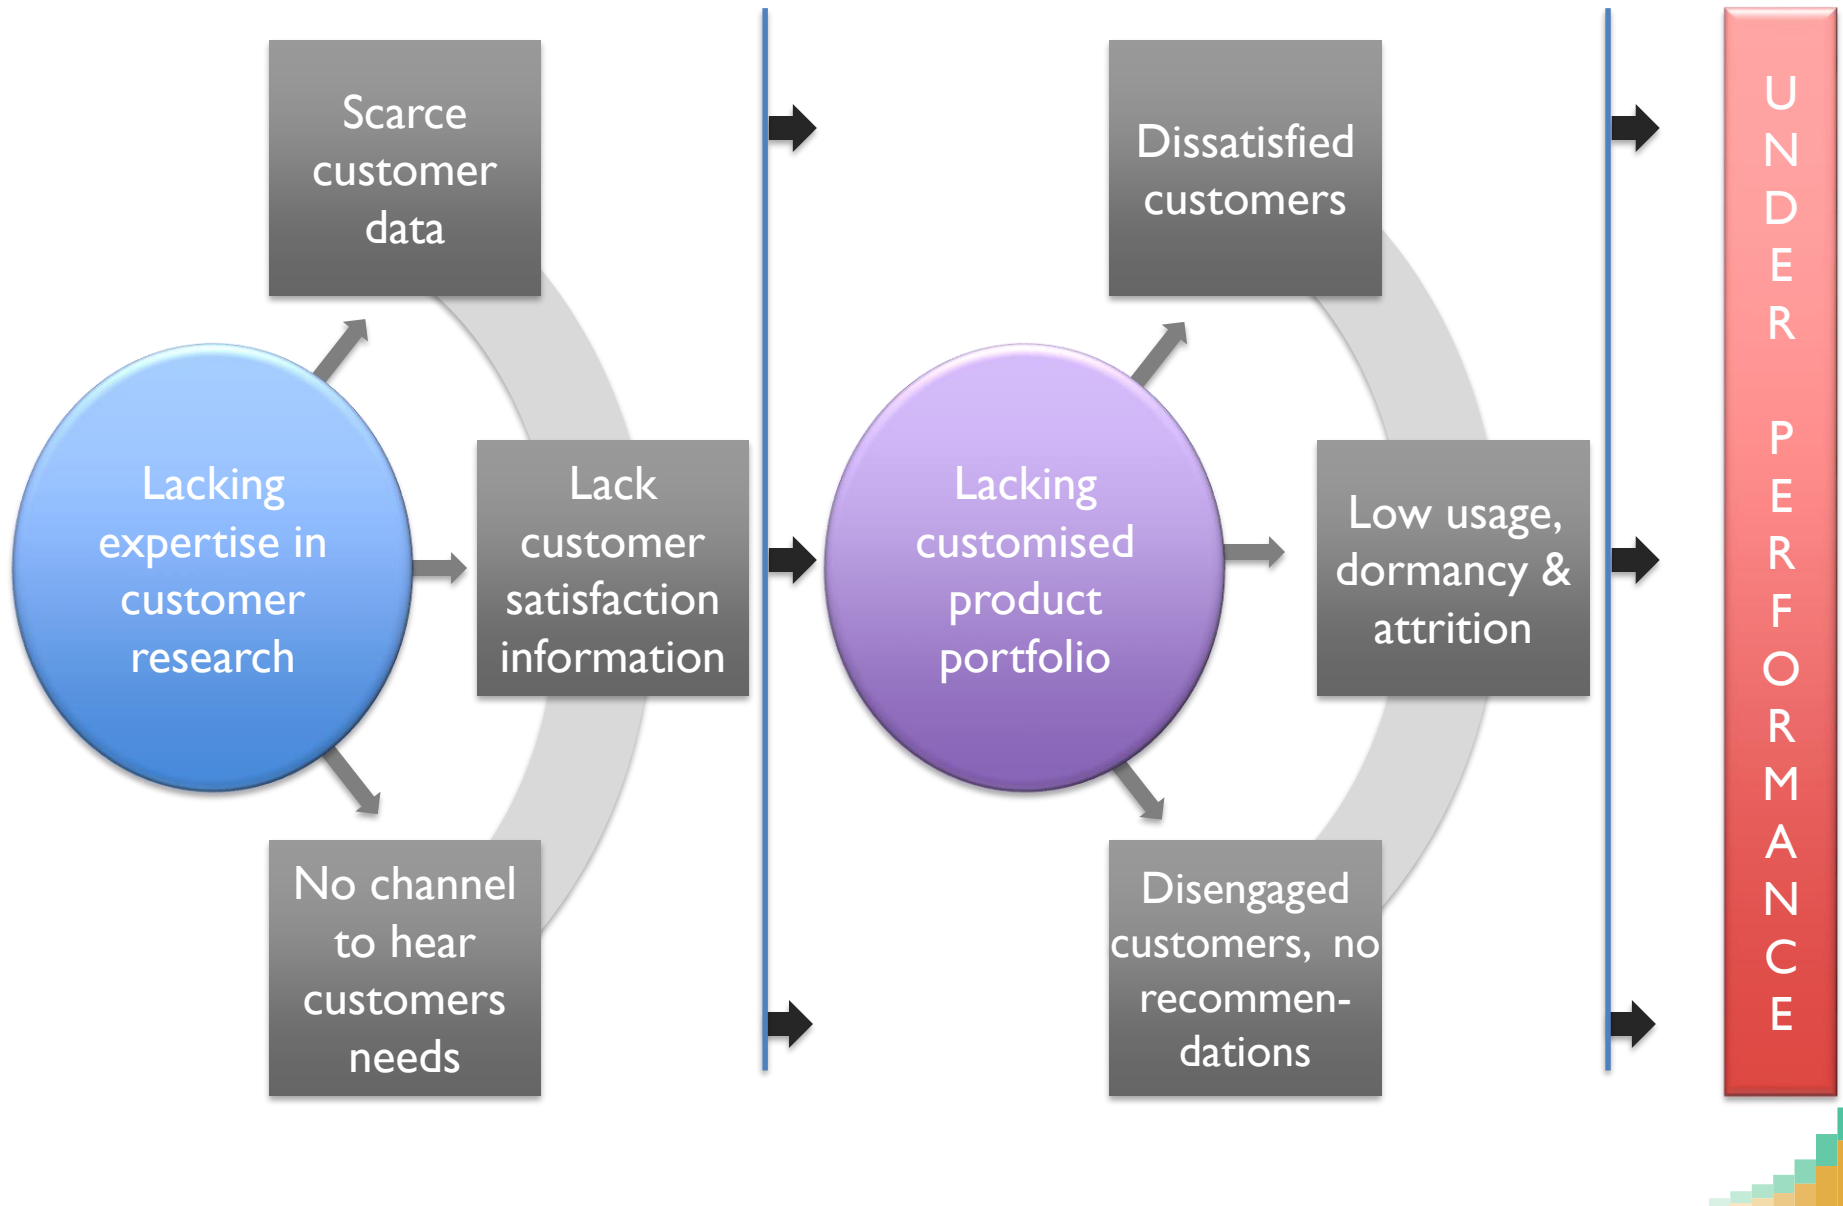 Scarce
customer
data
Lacking
expertise in
customer
research
Lack
customer
satisfaction
information
No channel
to hear
customers
needs
Dissatisfied
customers
Lacking
customised
product
portfolio
Low usage,
dormancy &
attrition
Disengaged
customers,  no
recommen-
dations
U
N
D
E
R
P
E
R
F
O
R
M
A
N
C
E